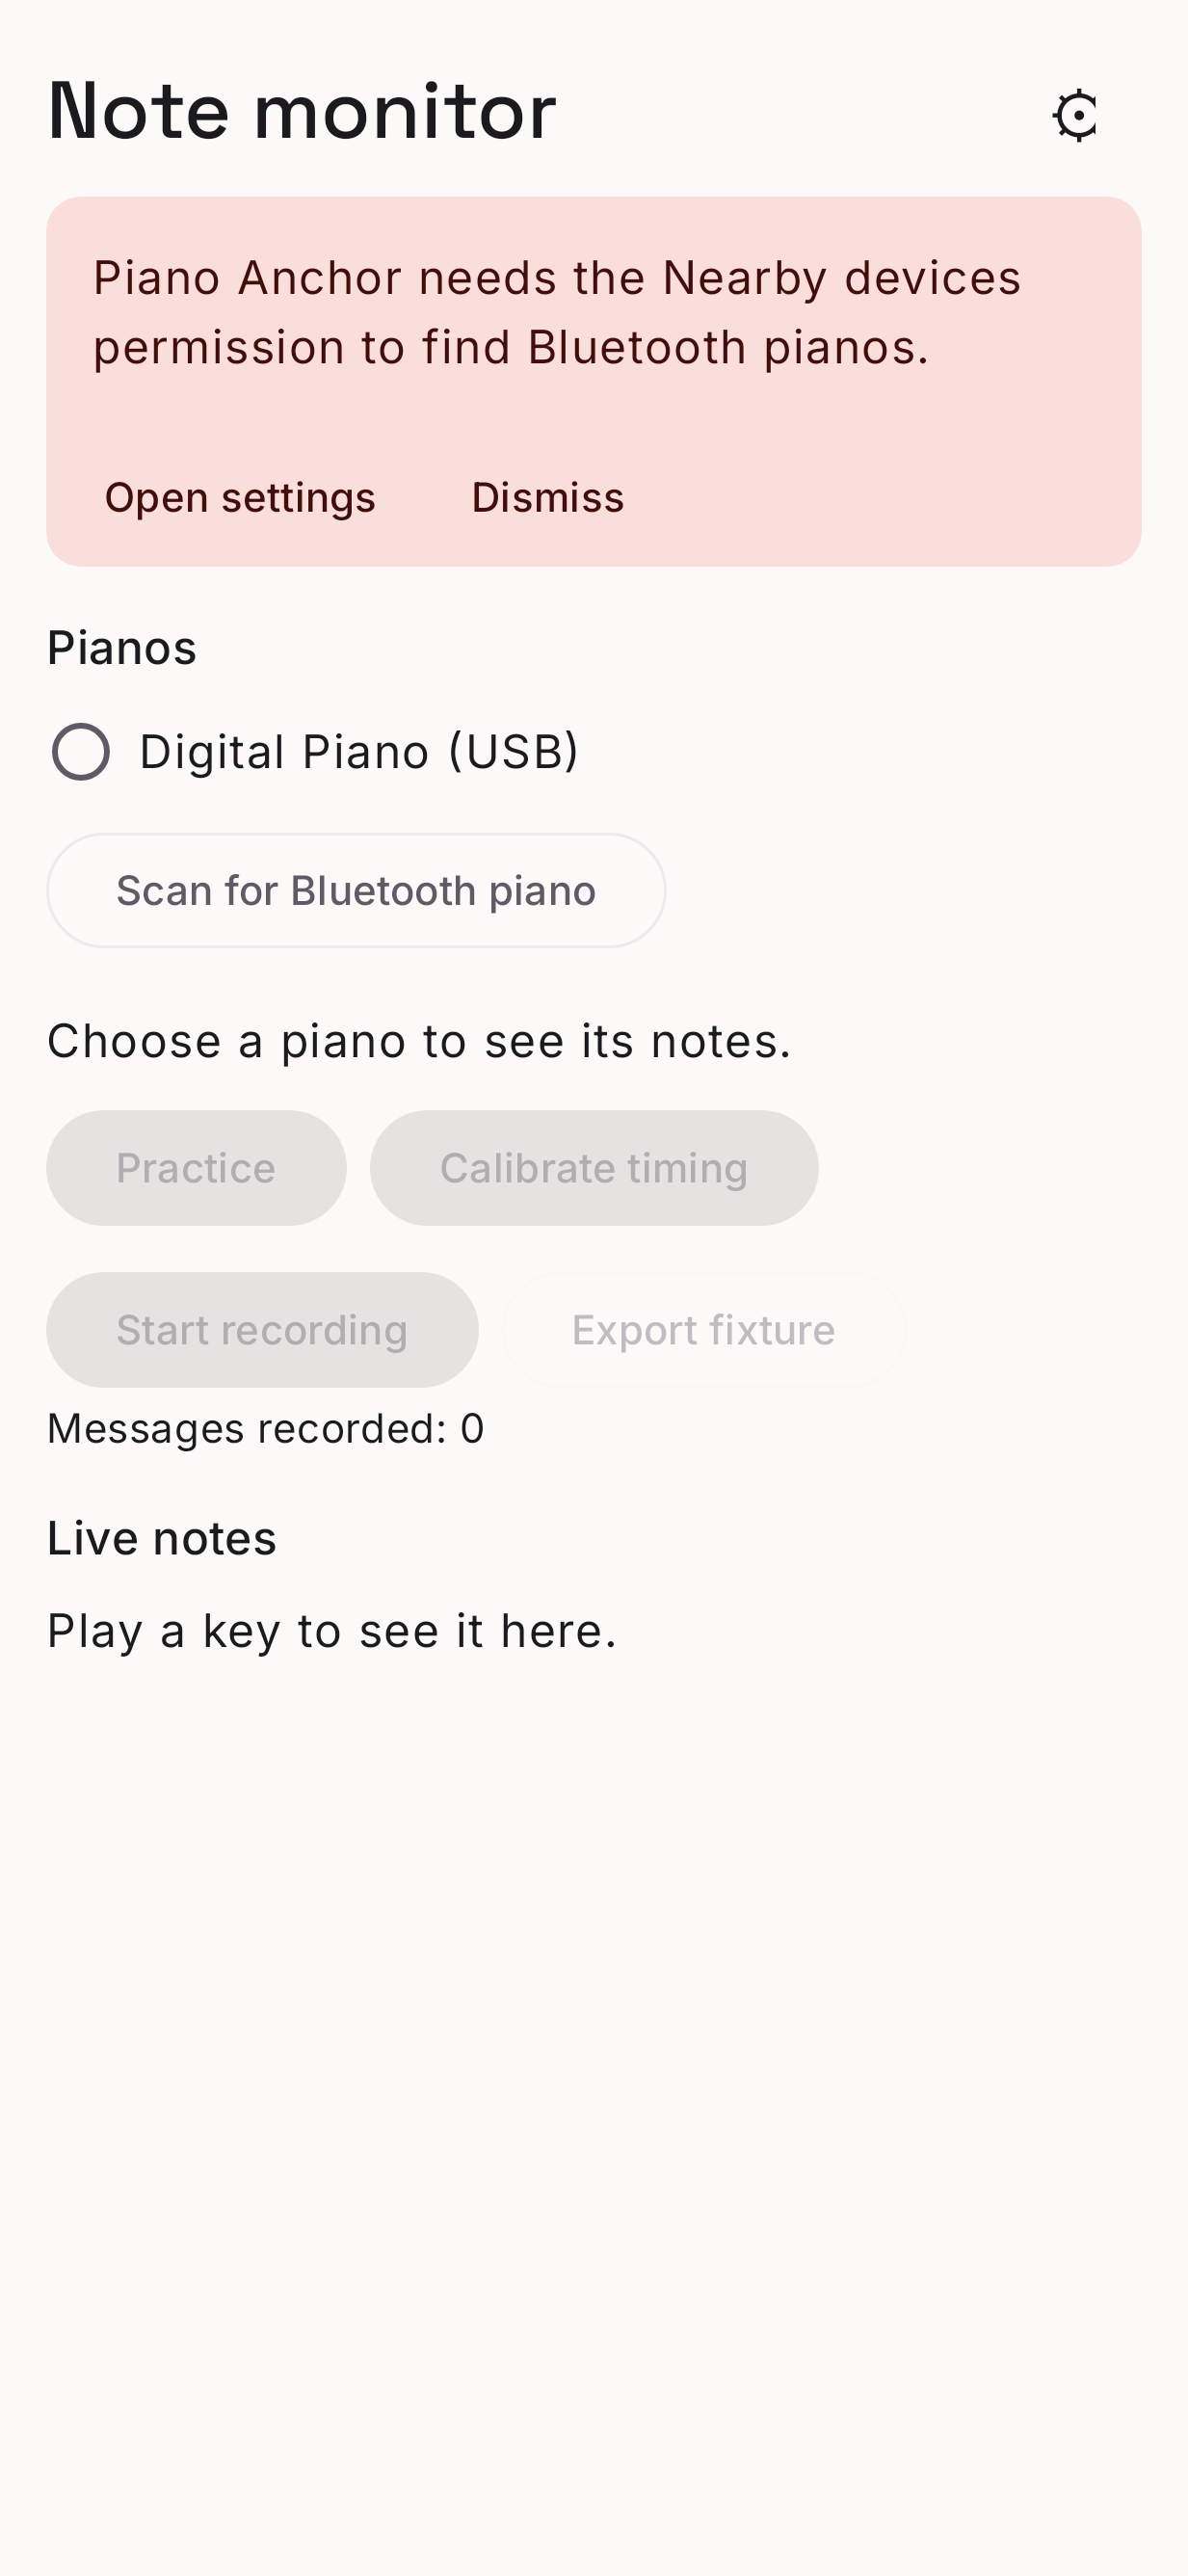 Note monitor
Piano Anchor needs the Nearby devices
permission to find Bluetooth pianos.
Open settings
Dismiss
Pianos
Digital Piano (USB)
Scan for Bluetooth piano
Choose a piano to see its notes.
Practice
Calibrate timing
Start recording
Export fixture
Messages recorded: 0
Live notes
Play a key to see it here.